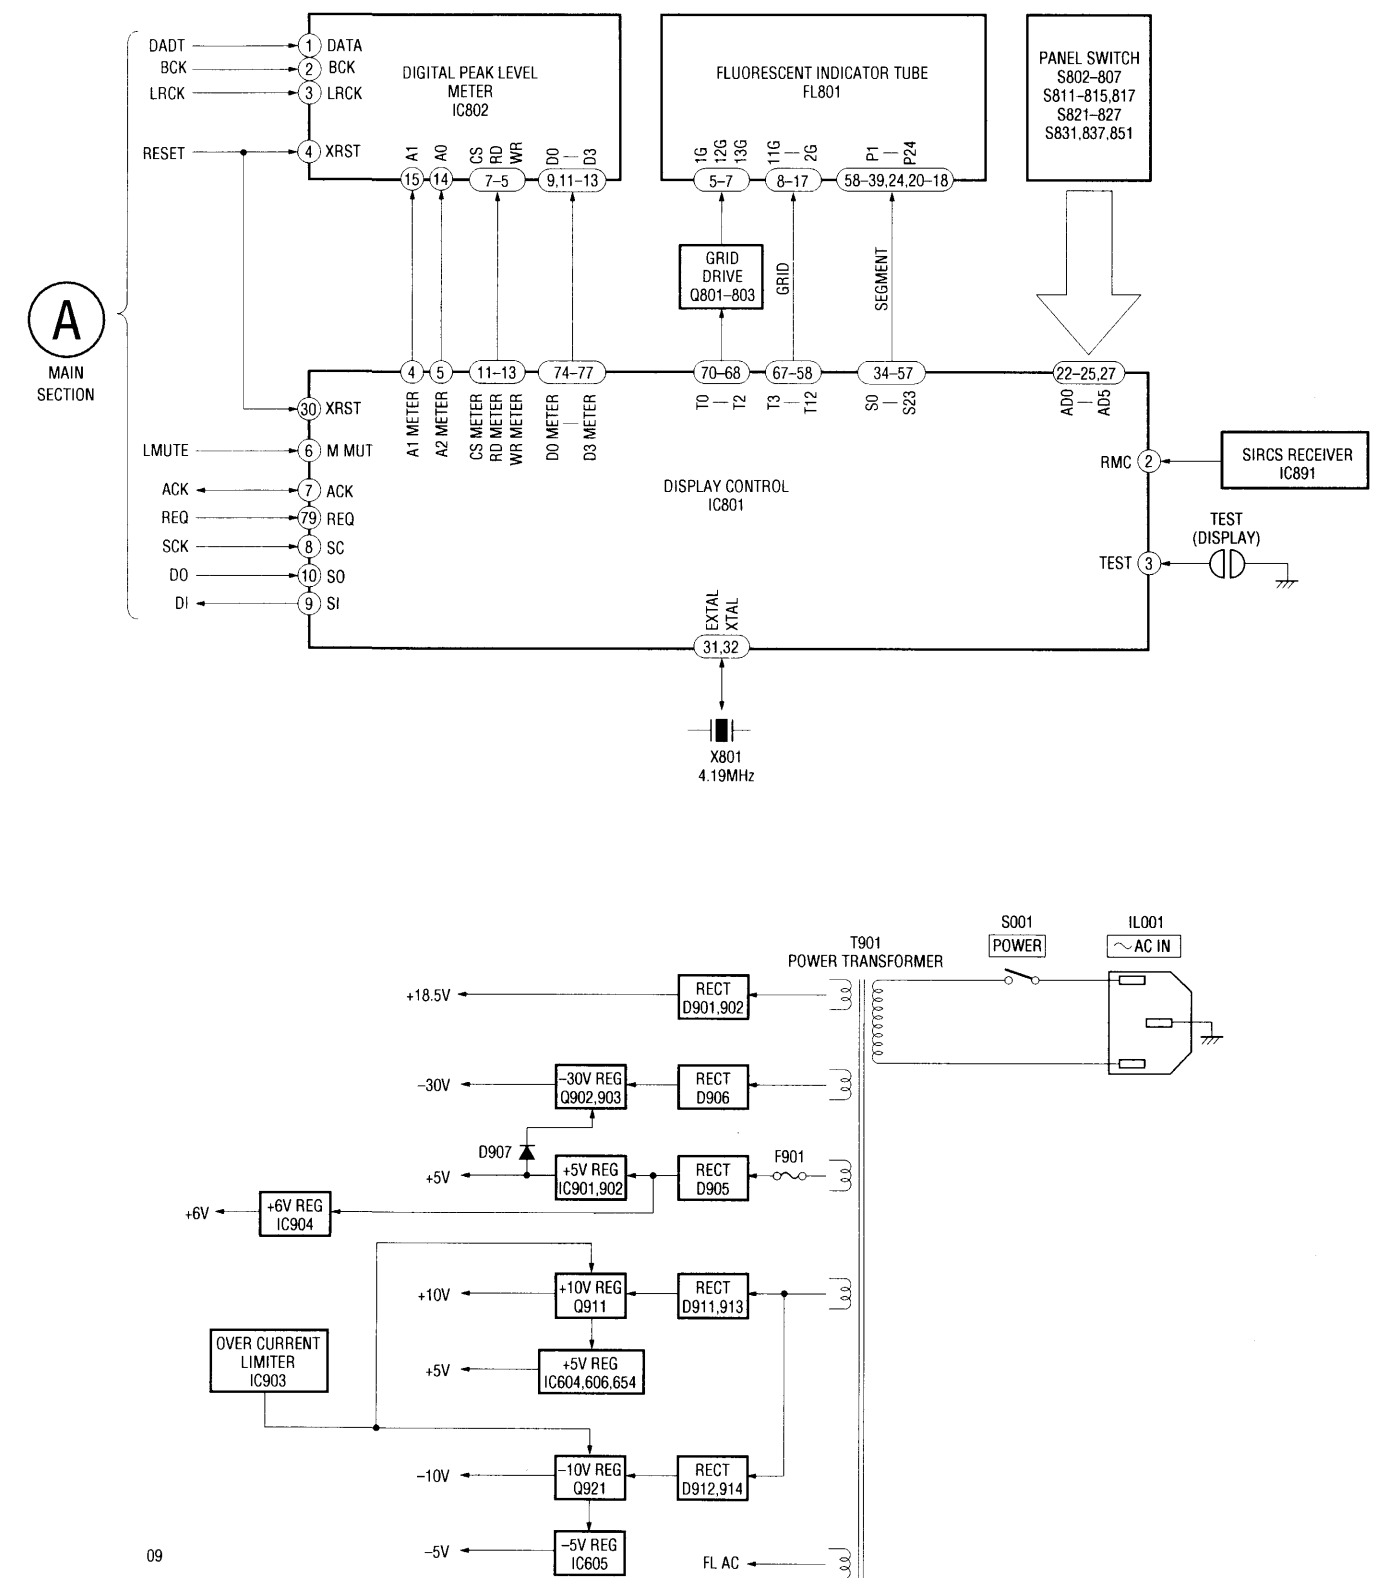 DADT
1
DATA
BCK
2
BCK
LRCK
3
LRCK
RESET
4
XRST
DIGITAL PEAK LEVEL
METER
IC802
A1
A0
CS
RD
WR
D0 — D3
15
14
7–5
9,11–13
FLUORESCENT INDICATOR TUBE
FL801
1G
12G
13G
11G — 2G
P1 — P24
5–7
8–17
58–39,24,20–18
PANEL SWITCH
S802–807
S811–815,817
S821–827
S831,837,851
GRID
DRIVE
Q801–803
GRID
SEGMENT
A
MAIN
SECTION
4
5
11–13
74–77
70–68
67–58
34–57
22–25,27
A1 METER
A2 METER
CS METER
RD METER
WR METER
D0 METER — D3 METER
T0 — T2
T3 — T12
S0 — S23
AD0 — AD5
30
XRST
LMUTE
6
M MUT
ACK
7
ACK
REQ
79
REQ
SCK
8
SC
DO
10
SO
DI
9
SI
DISPLAY CONTROL
IC801
RMC
2
SIRCS RECEIVER
IC891
TEST
(DISPLAY)
TEST
3
EXTAL
XTAL
31,32
X801
4.19MHz
S001
POWER
IL001
~ AC IN
T901
POWER TRANSFORMER
+18.5V
RECT
D901,902
–30V
–30V REG
Q902,903
RECT
D906
D907
+5V
+5V REG
IC901,902
RECT
D905
F901
+6V
+6V REG
IC904
+10V
+10V REG
Q911
RECT
D911,913
OVER CURRENT
LIMITER
IC903
+5V
+5V REG
IC604,606,654
–10V
–10V REG
Q921
RECT
D912,914
–5V
–5V REG
IC605
FL AC
09